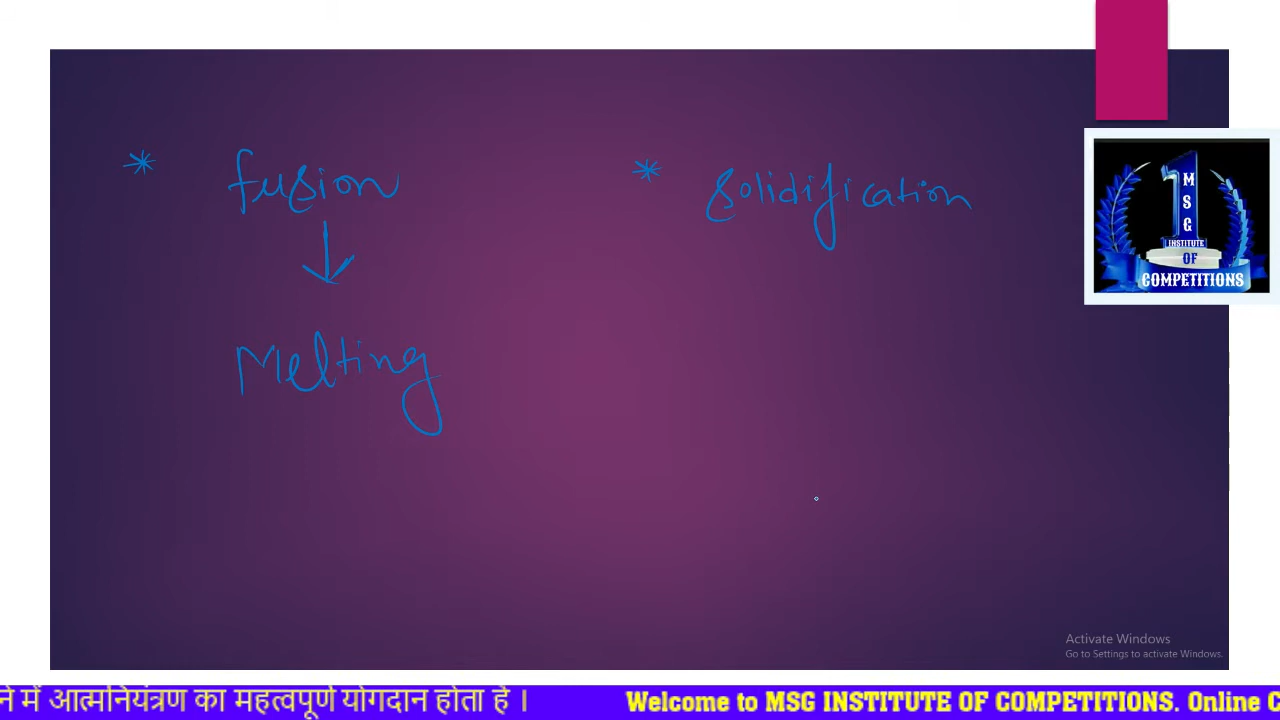 * fusion
* Solidification
Melting
1
MSG
INSTITUTE
OF
COMPETITIONS
Activate Windows
Go to Settings to activate Windows.
ने में आत्मनियंत्रण का महत्वपूर्ण योगदान होता हे ।
Welcome to MSG INSTITUTE OF COMPETITIONS. Online C